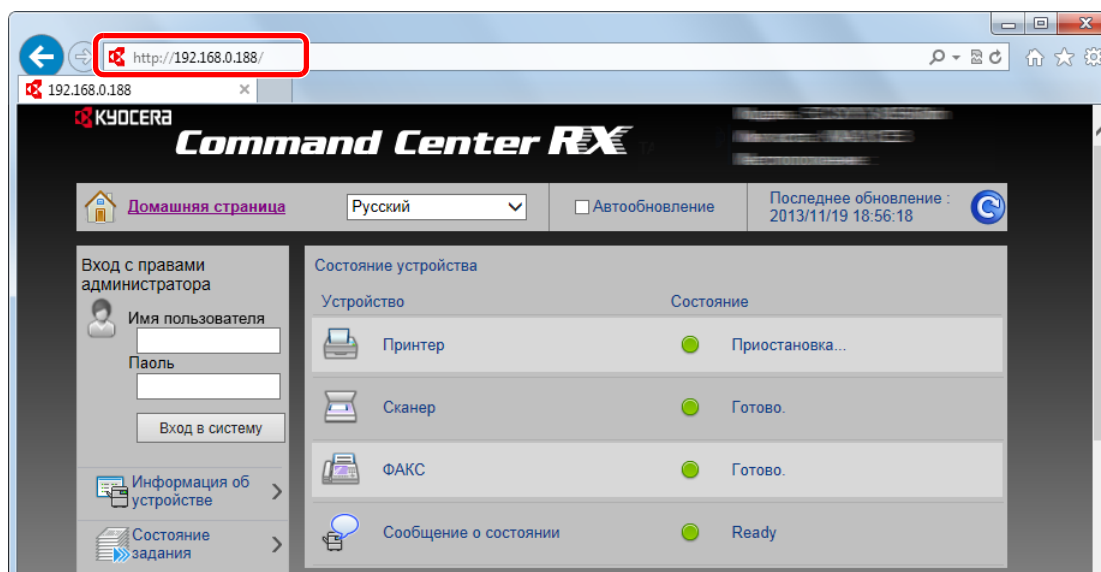 http://192.168.0.188/
192.168.0.188
KYOCERA
Command Center RX
Домашняя страница
Русский
Автообновление
Последнее обновление :
2013/11/19 18:56:18
Вход с правами
администратора
Имя пользователя
Паоль
Вход в систему
Информация об
устройстве
Состояние
задания
Состояние устройства
Устройство Состояние
Принтер Приостановка...
Сканер Готово.
ФАКС Готово.
Сообщение о состоянии Ready